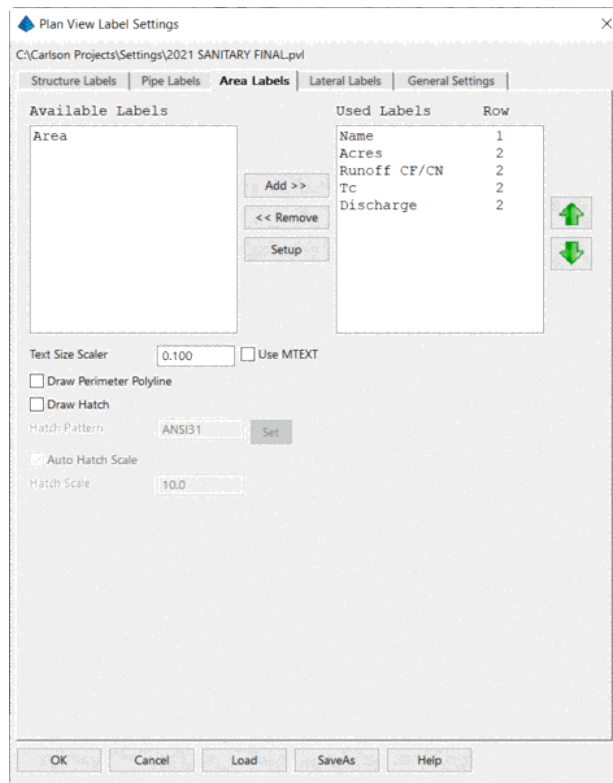 Plan View Label Settings
C:\Carlson Projects\Settings\2021 SANITARY FINAL.pvl
Structure Labels Pipe Labels Area Labels Lateral Labels General Settings
Available Labels Used Labels Row
Area Name 1
Acres 2
Runoff CF/CN 2
Tc 2
Discharge 2
Add >>
<< Remove
Setup
Text Size Scaler 0.100 Use MTEXT
Draw Perimeter Polyline
Draw Hatch
Hatch Pattern ANSI31 Set
Auto Hatch Scale
Hatch Scale 10.0
OK Cancel Load SaveAs Help